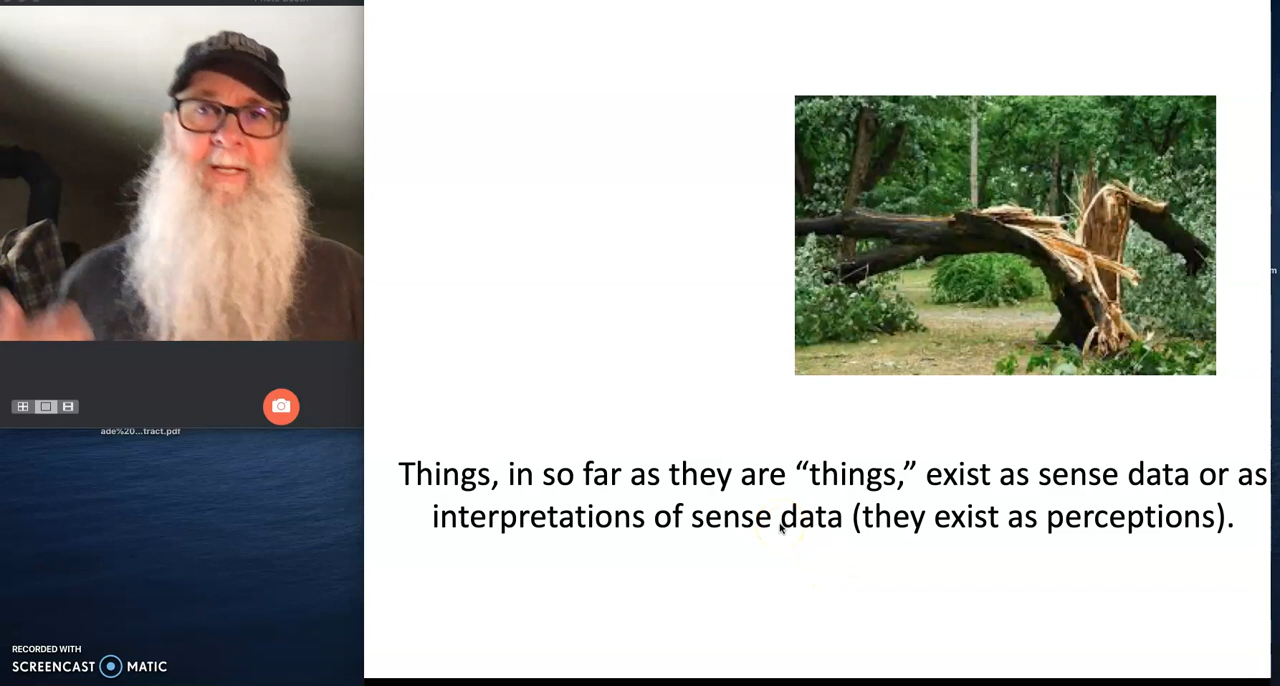 ade%20...tract.pdf
Things, in so far as they are “things,” exist as sense data or as
interpretations of sense data (they exist as perceptions).
RECORDED WITH
SCREENCAST MATIC